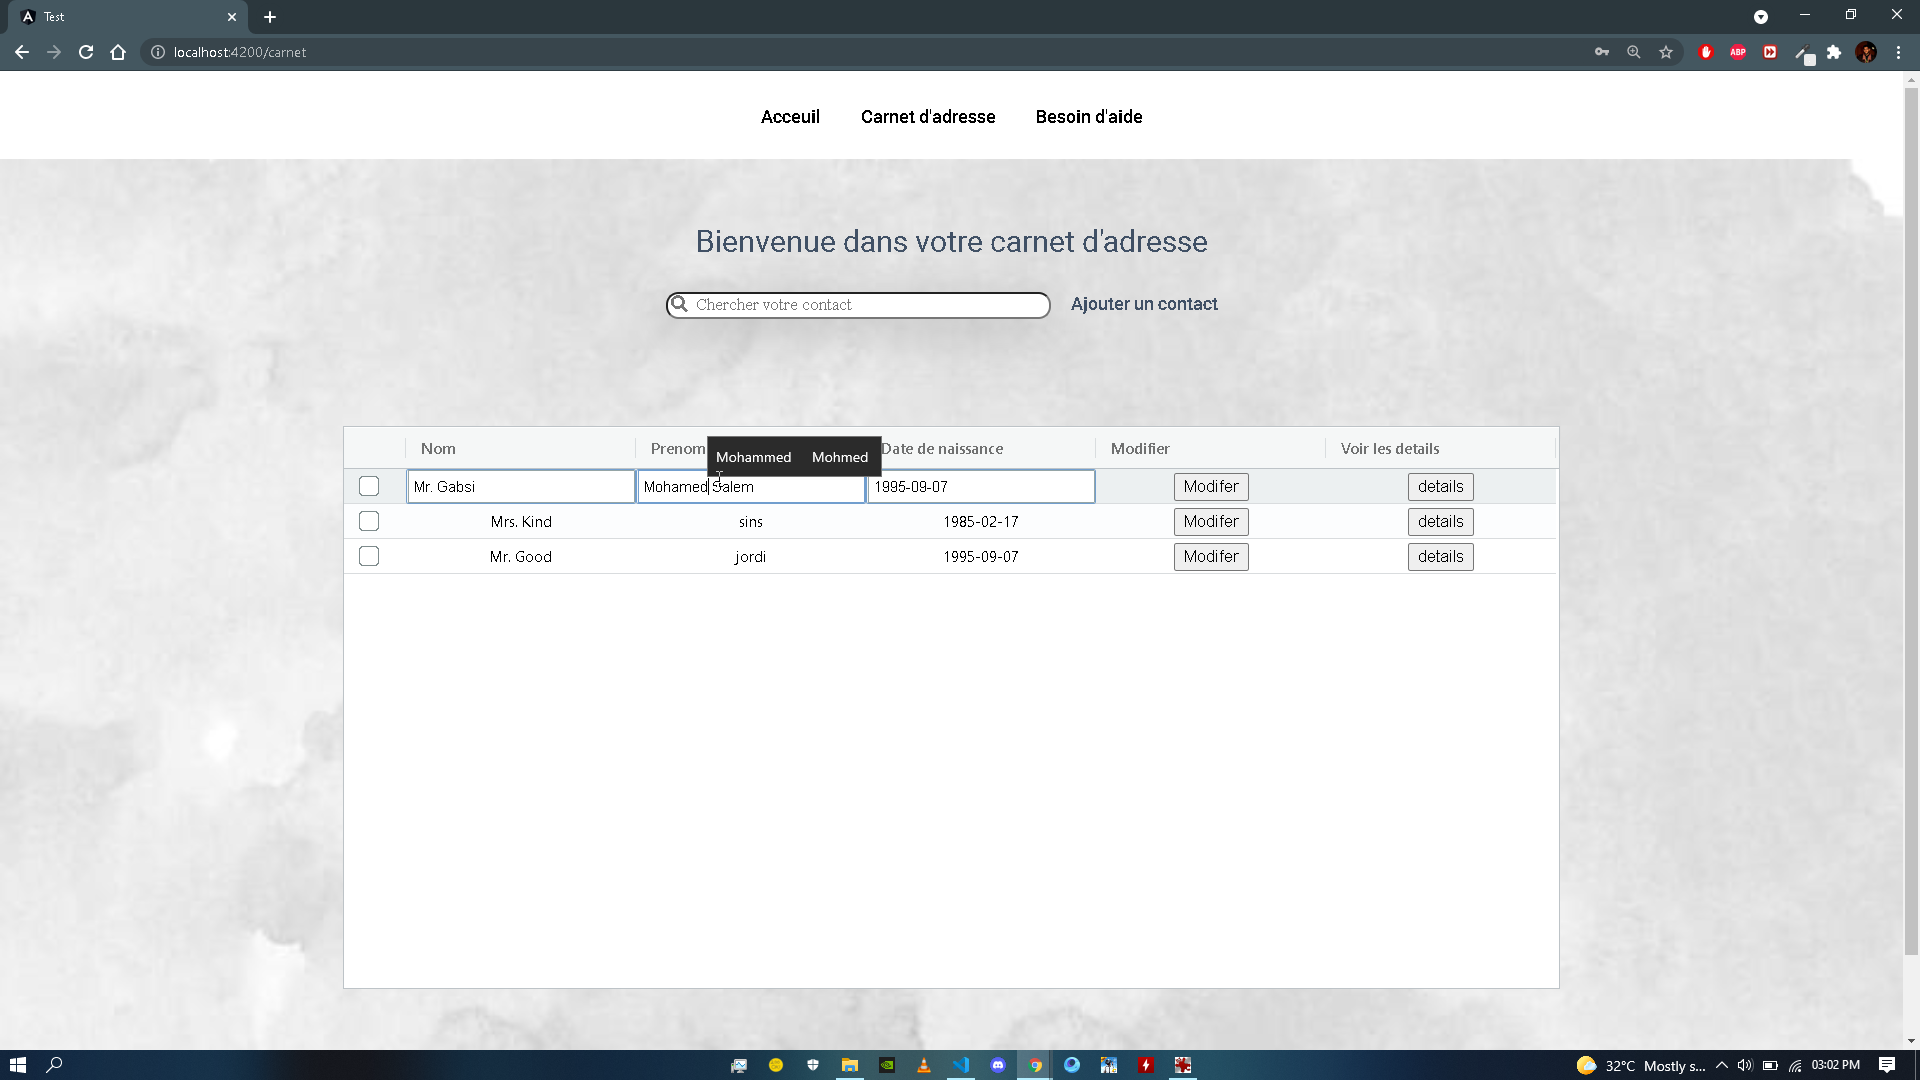 Test
localhost:4200/carnet
ABP
Acceuil Carnet d'adresse Besoin d'aide
Bienvenue dans votre carnet d'adresse
Chercher votre contact Ajouter un contact
Nom Prenom Date de naissance Modifier Voir les details
Mohammed Mohmed
Mr. Gabsi Mohamed Salem 1995-09-07 Modifer details
Mrs. Kind sins 1985-02-17 Modifer details
Mr. Good jordi 1995-09-07 Modifer details
32°C Mostly s... 03:02 PM